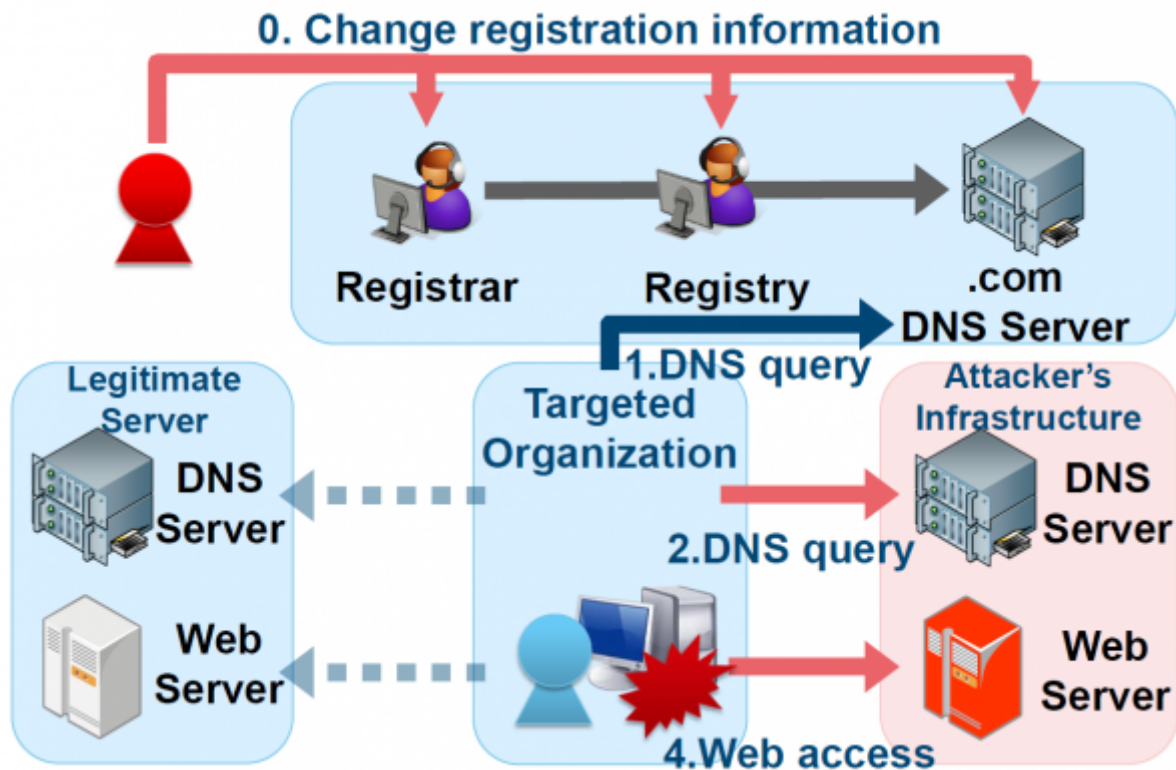 0. Change registration information
Registrar
Registry
.com
DNS Server
1.DNS query
Legitimate
Server
DNS
Server
Web
Server
Targeted
Organization
2.DNS query
4.Web access
Attacker's
Infrastructure
DNS
Server
Web
Server